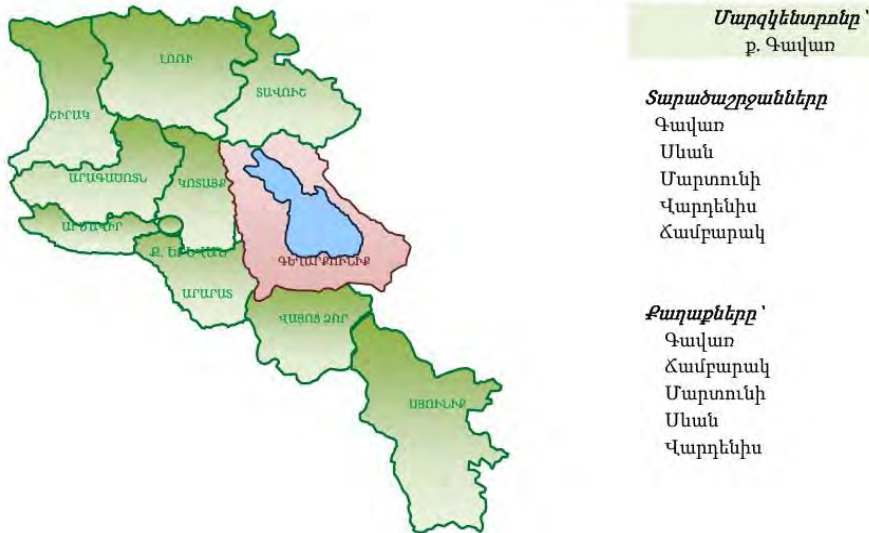 ԼՈՌԻ
ՏԱՎՈՒՇ
ՇԻՐԱԿ
ԱՐԱԳԱԾՈՏՆ
ԿՈՏԱՅՔ
ԱՐՄԱՎԻՐ
Ք. ԵՐԵՎԱՆ
ԳԵՂԱՐՔՈՒՆԻՔ
ԱՐԱՐԱՏ
ՎԱՅՈՑ ՁՈՐ
ՍՅՈՒՆԻՔ
Մարզկենտրոնը՝
ք. Գավառ
Տարածաշրջանները
Գավառ
Սևան
Մարտունի
Վարդենիս
Ճամբարակ
Քաղաքները՝
Գավառ
Ճամբարակ
Մարտունի
Սևան
Վարդենիս